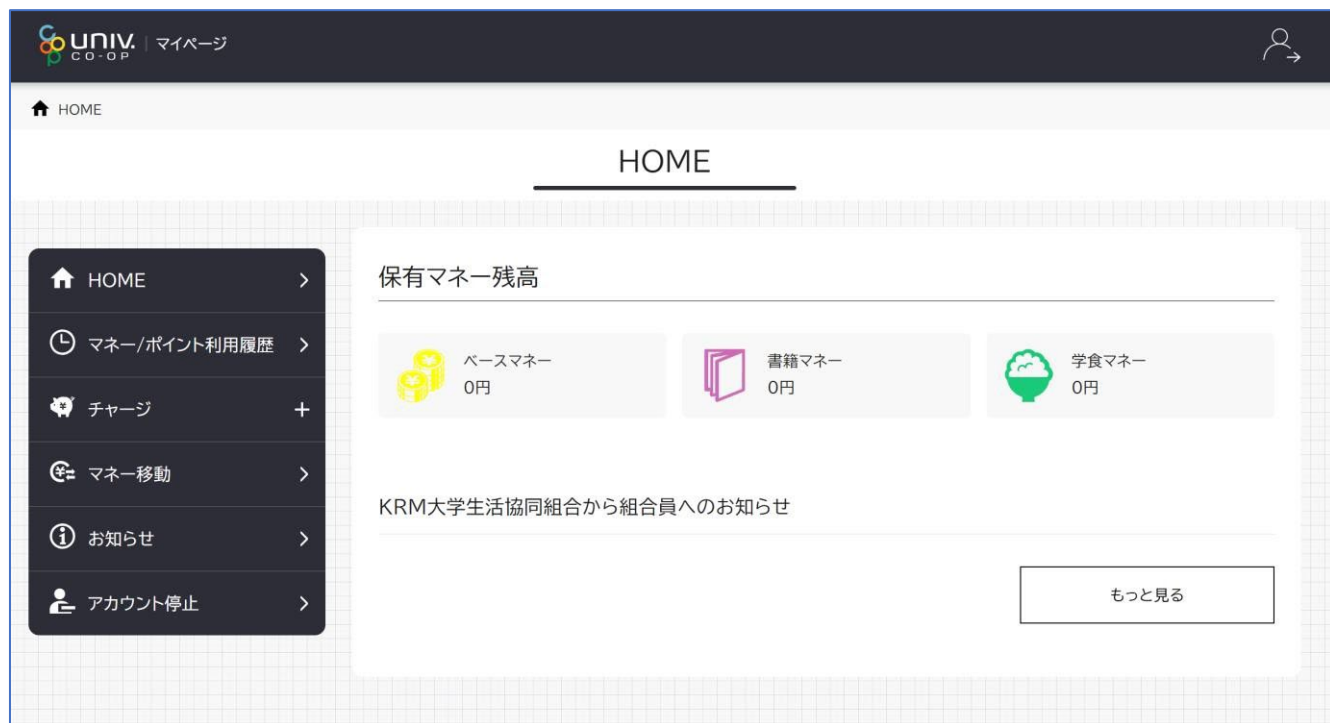 coop UNIV. CO-OP | マイページ
HOME
HOME
HOME
マネー/ポイント利用履歴
チャージ
マネー移動
お知らせ
アカウント停止
保有マネー残高
ベースマネー
0円
書籍マネー
0円
学食マネー
0円
KRM大学生活協同組合から組合員へのお知らせ
もっと見る